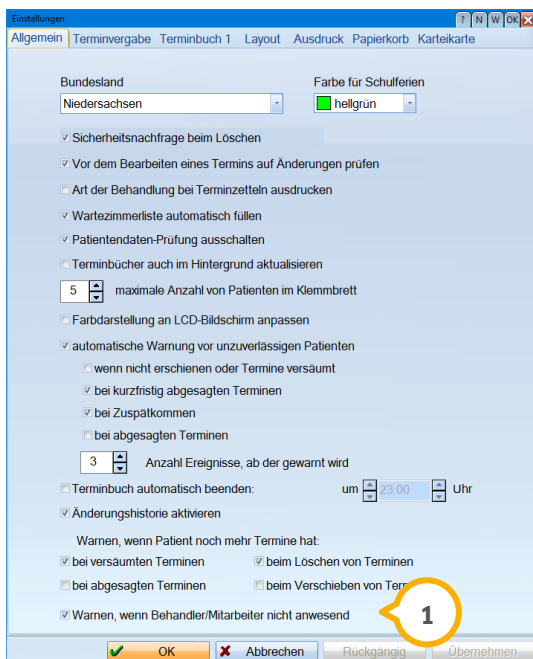 Einstellungen ? N W OK
Allgemein Terminvergabe Terminbuch 1 Layout Ausdruck Papierkorb Karteikarte
Bundesland Farbe für Schulferien
Niedersachsen hellgrün
Sicherheitsnachfrage beim Löschen
Vor dem Bearbeiten eines Termins auf Änderungen prüfen
Art der Behandlung bei Terminzetteln ausdrucken
Wartezimmerliste automatisch füllen
Patientendaten-Prüfung ausschalten
Terminbücher auch im Hintergrund aktualisieren
5 maximale Anzahl von Patienten im Klemmbrett
Farbdarstellung an LCD-Bildschirm anpassen
automatische Warnung vor unzuverlässigen Patienten
wenn nicht erschienen oder Termine versäumt
bei kurzfristig abgesagten Terminen
bei Zuspätkommen
bei abgesagten Terminen
3 Anzahl Ereignisse, ab der gewarnt wird
Terminbuch automatisch beenden: um 23:00 Uhr
Änderungshistorie aktivieren
Warnen, wenn Patient noch mehr Termine hat:
bei versäumten Terminen beim Löschen von Terminen
bei abgesagten Terminen beim Verschieben von
Warnen, wenn Behandler/Mitarbeiter nicht anwesend 1
OK Abbrechen Rückgängig Übernehmen